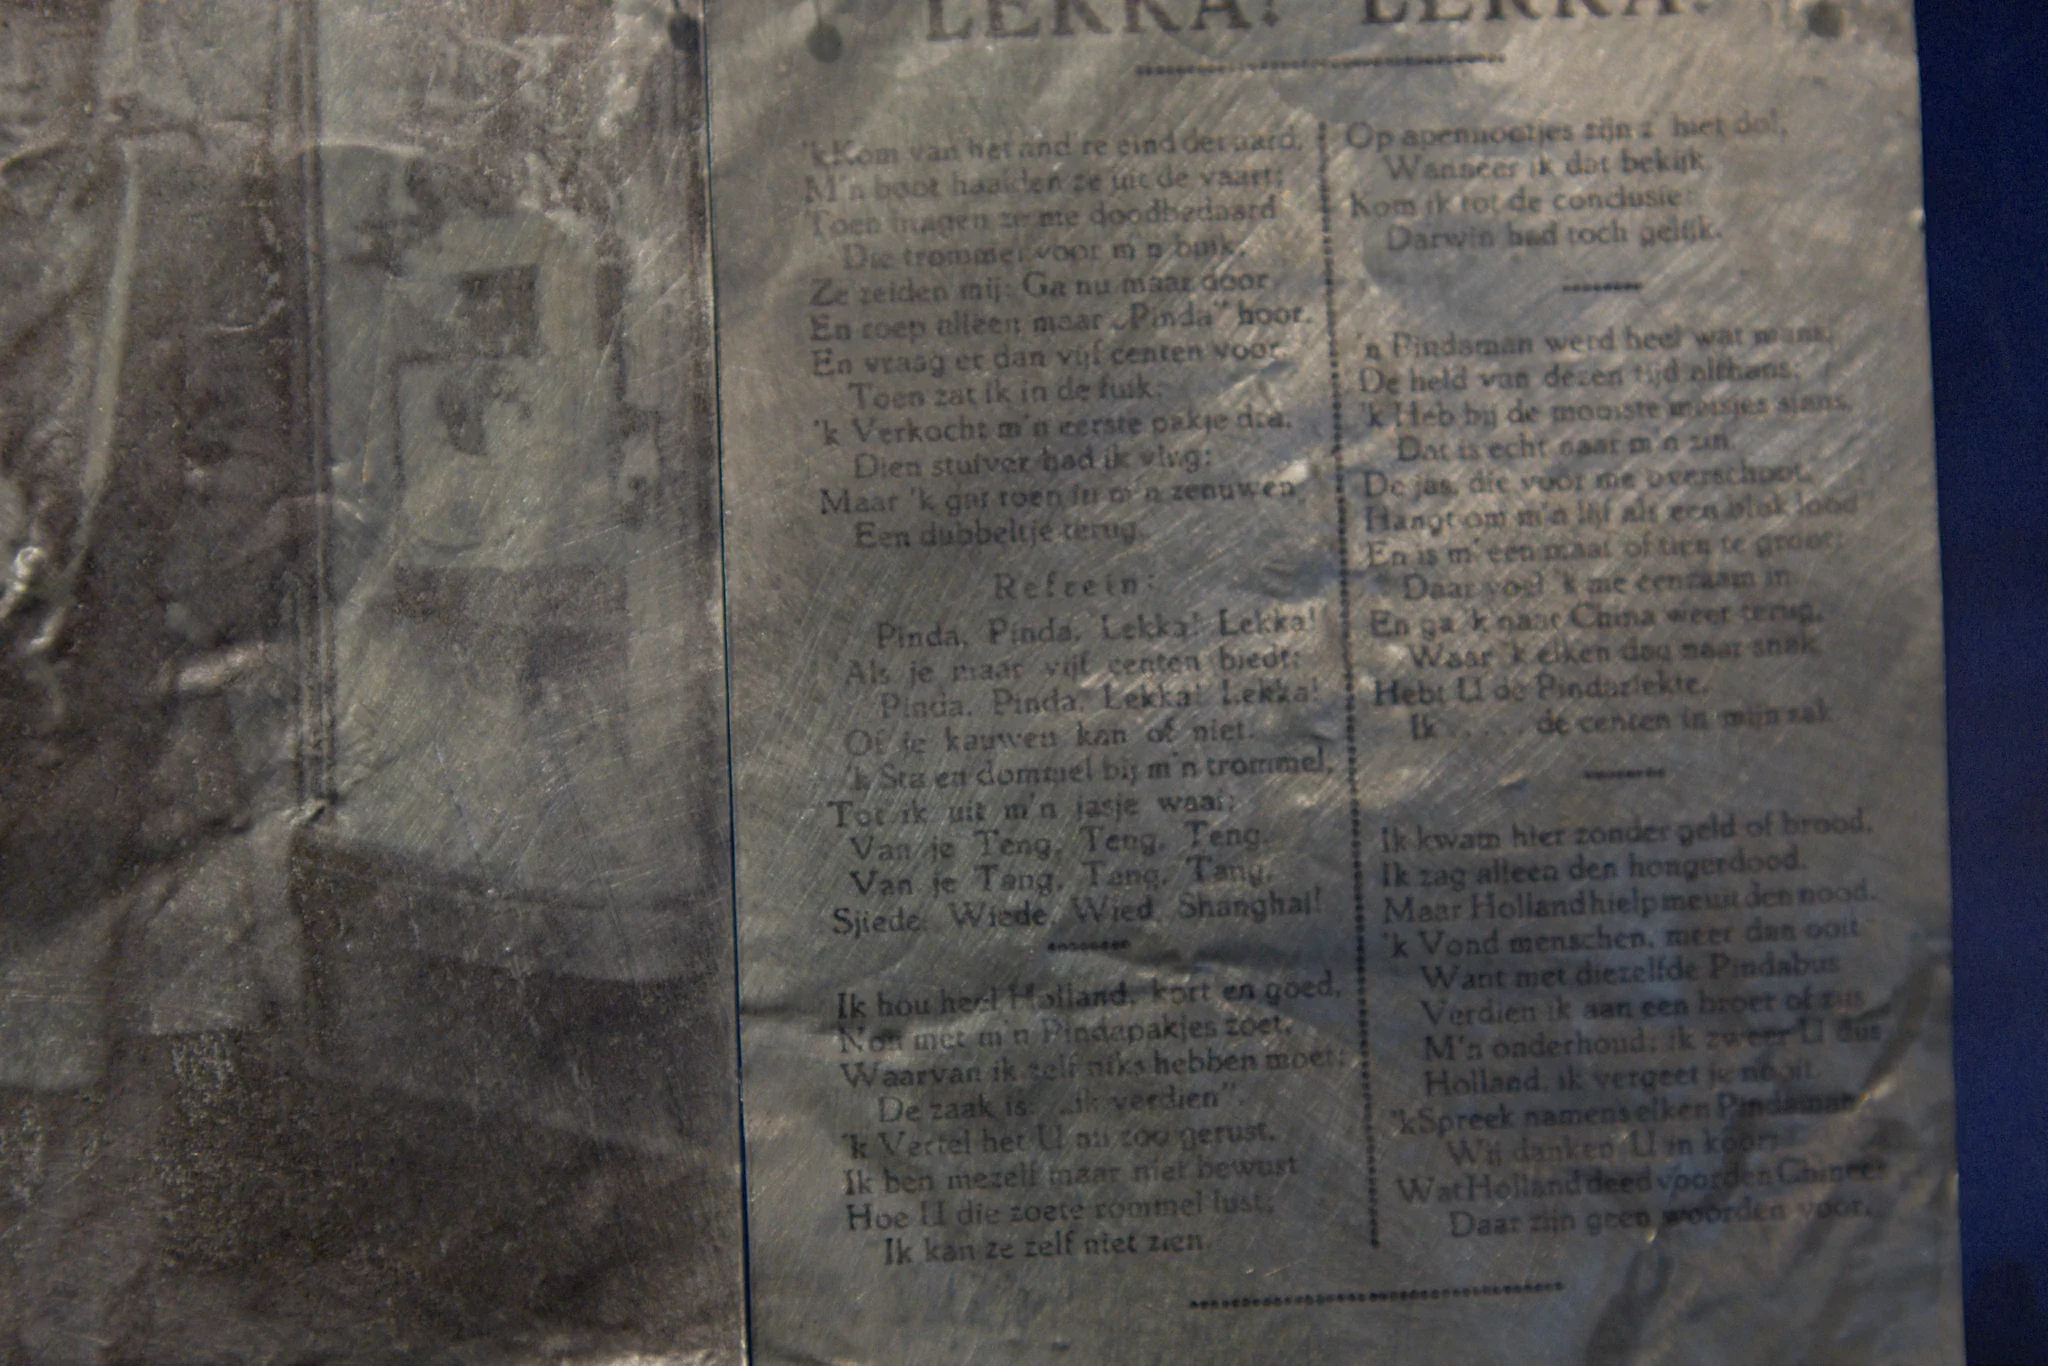 LEKKA! LEKKA!
'k Kom van het and're eind der aard,
M'n boot haalden ze uit de vaart;
Toen hingen ze me doodbedaard
Die trommel voor m'n buik.
Ze zeiden mij: Ga nu maar door
En roep alleen maar „Pinda” hoor.
En vraag er dan vijf centen voor.
Toen zat ik in de fuik.
'k Verkocht m'n eerste pakje dra,
Dien stuiver had ik vlug;
Maar 'k gaf toen in m'n zenuwen,
Een dubbeltje terug.
Refrein:
Pinda, Pinda, Lekka! Lekka!
Als je maar vijf centen biedt;
Pinda, Pinda, Lekka! Lekka!
Of je kauwen kan of niet.
'k Sta en dommel bij m'n trommel,
Tot ik uit m'n jasje waai;
Van je Teng, Teng, Teng,
Van je Tang, Tang, Tang,
Sjiede, Wiede, Wied, Shanghai!
Ik hou heel Holland, kort en goed,
Nou met m'n Pindapakjes zoet,
Waarvan ik zelf niks hebben moet;
De zaak is: „ik verdien”.
'k Vertel het U nu zoo gerust,
Ik ben mezelf maar niet bewust
Hoe U die zoete rommel lust,
Ik kan ze zelf niet zien.
Op apennootjes zijn z' hier dol,
Wanneer ik dat bekijk,
Kom ik tot de conclusie:
Darwin had toch gelijk.
'n Pindaman werd heel wat mans,
De held van dezen tijd althans;
'k Heb bij de mooiste meisjes sjans,
Dat is echt naar m'n zin.
De jas, die voor me overschoot,
Hangt om m'n lijf als een blok lood
En is m'een maat of tien te groot;
Daar voel 'k me eenzaam in.
En ga 'k naar China weer terug,
Waar 'k elken dag naar snak
Hebt U de Pindaziekte,
Ik ..... de centen in mijn zak
Ik kwam hier zonder geld of brood,
Ik zag alleen den hongerdood.
Maar Holland hielp me uit den nood.
'k Vond menschen, meer dan ooit
Want met diezelfde Pindabus
Verdien ik aan een broer of zus
M'n onderhoud; ik zweer U dus
Holland, ik vergeet je nooit.
'k Spreek namens elken Pindaman
Wij danken U in koor;
Wat Holland deed voor den Chinees
Daar zijn geen woorden voor.